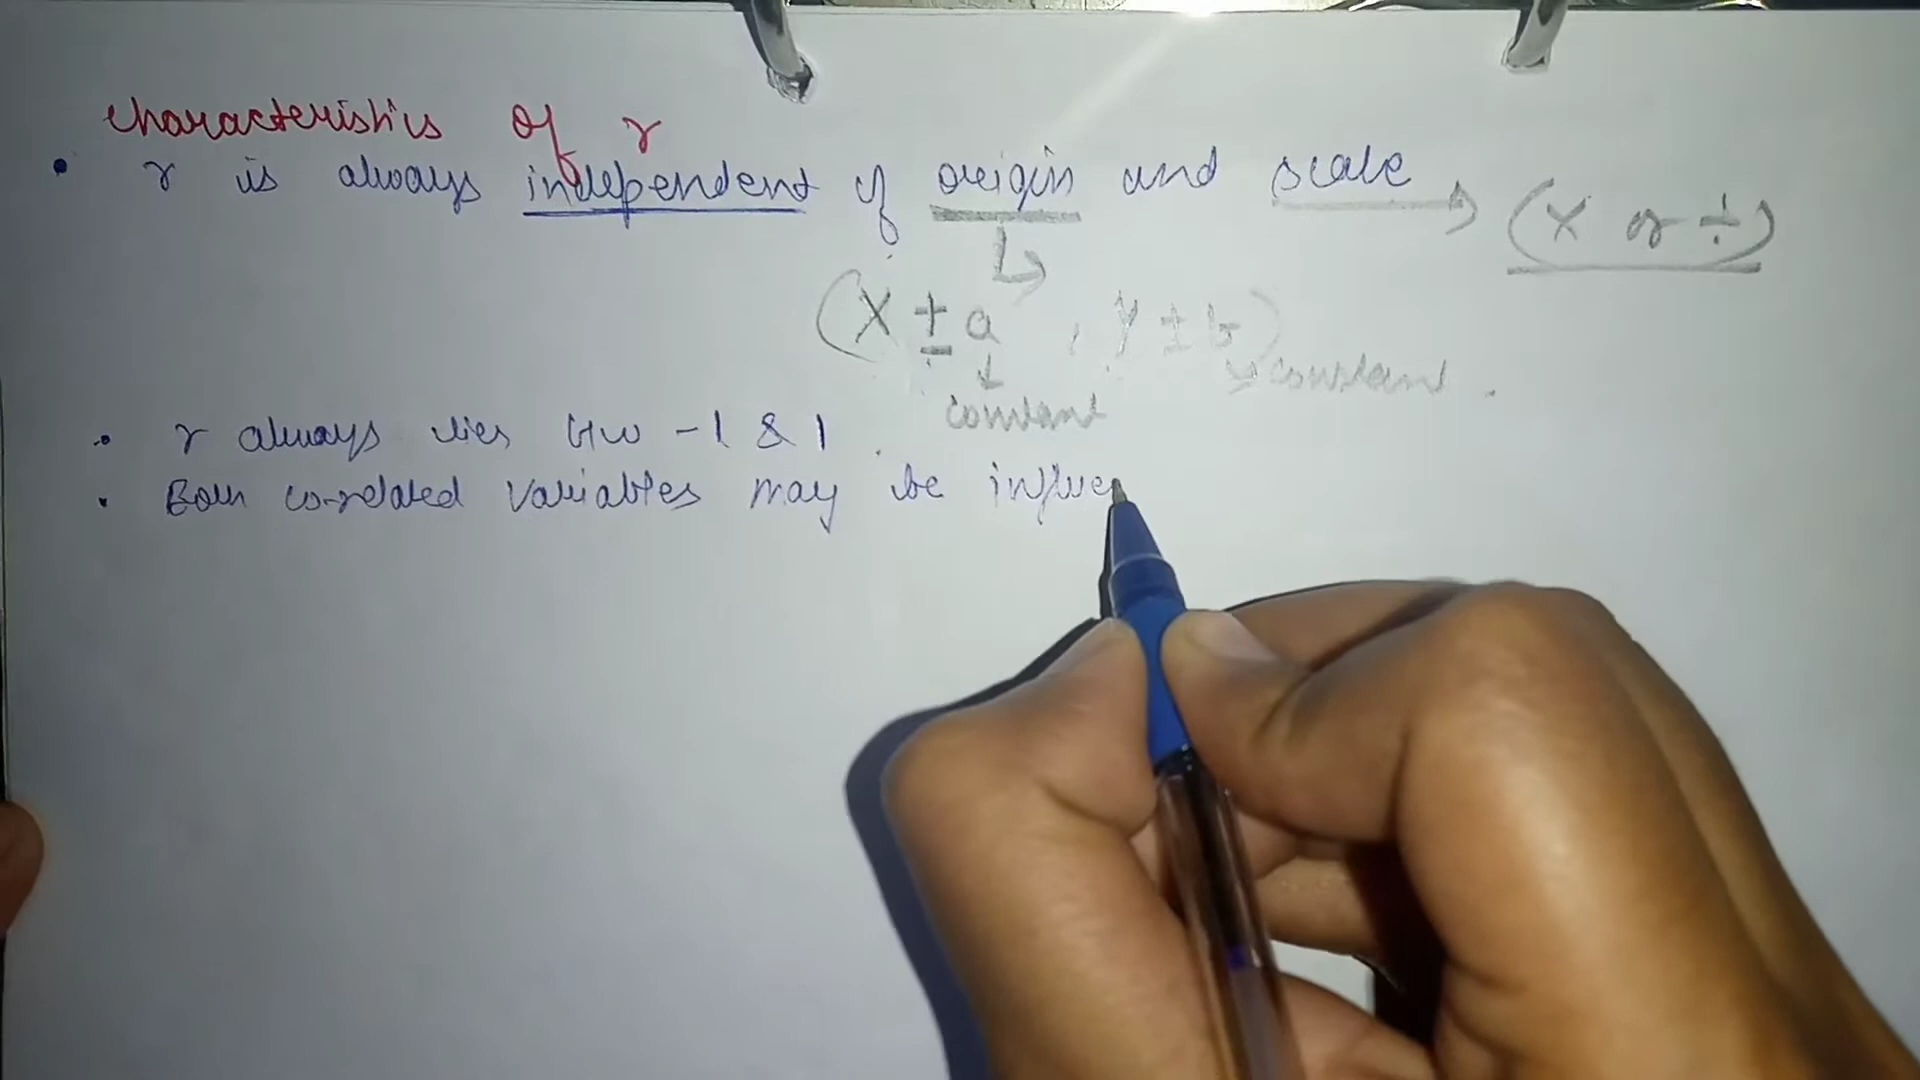 characteristics of r
• r is always independent of origin and scale → (× or ÷)
(X ± a , Y ± b)
constant
constant .
• r always lies btw -1 & 1 .
• Both co-related variables may be influe